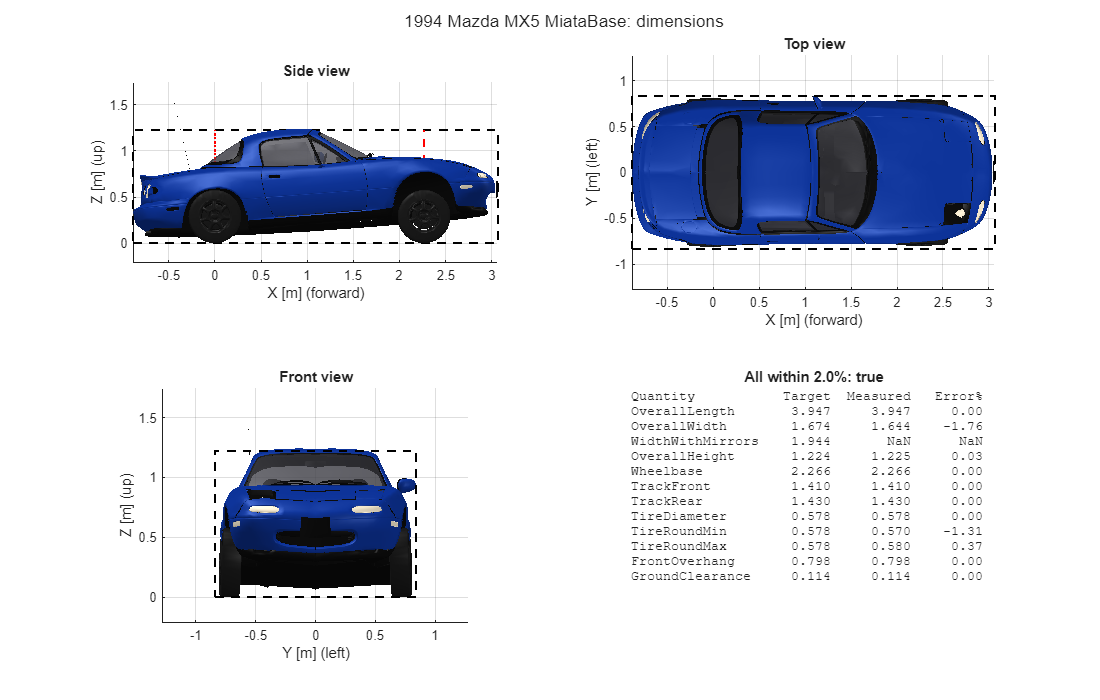 1994 Mazda MX5 MiataBase: dimensions
Side view
1.5
1
0.5
0
Z [m] (up)
-0.5 0 0.5 1 1.5 2 2.5 3
X [m] (forward)
Top view
1
0.5
0
-0.5
-1
Y [m] (left)
-0.5 0 0.5 1 1.5 2 2.5 3
X [m] (forward)
Front view
1.5
1
0.5
0
Z [m] (up)
-1 -0.5 0 0.5 1
Y [m] (left)
All within 2.0%: true
Quantity Target Measured Error%
OverallLength 3.947 3.947 0.00
OverallWidth 1.674 1.644 -1.76
WidthWithMirrors 1.944 NaN NaN
OverallHeight 1.224 1.225 0.03
Wheelbase 2.266 2.266 0.00
TrackFront 1.410 1.410 0.00
TrackRear 1.430 1.430 0.00
TireDiameter 0.578 0.578 0.00
TireRoundMin 0.578 0.570 -1.31
TireRoundMax 0.578 0.580 0.37
FrontOverhang 0.798 0.798 0.00
GroundClearance 0.114 0.114 0.00